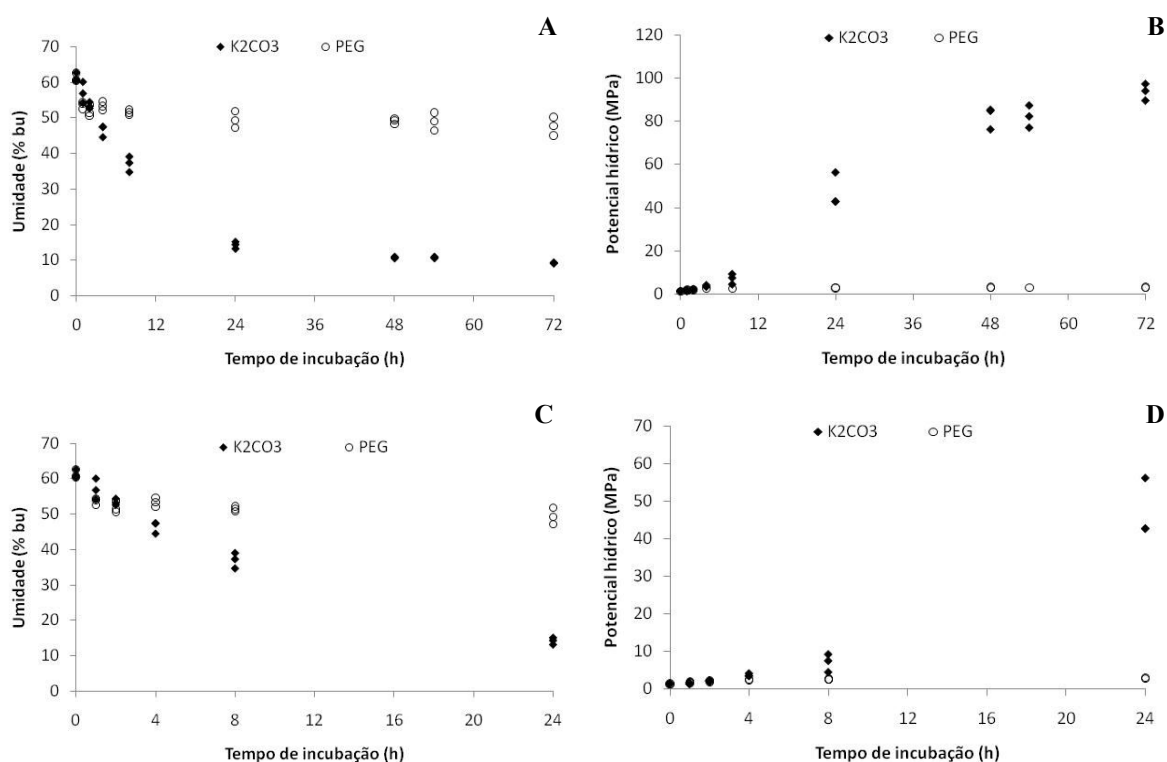 A
K2CO3 PEG
Umidade (% bu)
70
60
50
40
30
20
10
0
0 12 24 36 48 60 72
Tempo de incubação (h)
B
K2CO3 PEG
Potencial hídrico (MPa)
120
100
80
60
40
20
0
0 12 24 36 48 60 72
Tempo de incubação (h)
C
K2CO3 PEG
Umidade (% bu)
70
60
50
40
30
20
10
0
0 4 8 12 16 20 24
Tempo de incubação (h)
D
K2CO3 PEG
Potencial hídrico (MPa)
70
60
50
40
30
20
10
0
0 4 8 12 16 20 24
Tempo de incubação (h)